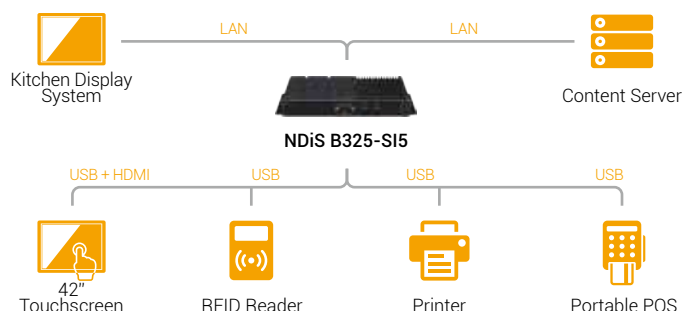 LAN LAN
Kitchen Display
System
Content Server
NDiS B325-SI5
USB + HDMI USB USB USB
42"
Touchscreen RFID Reader Printer Portable POS